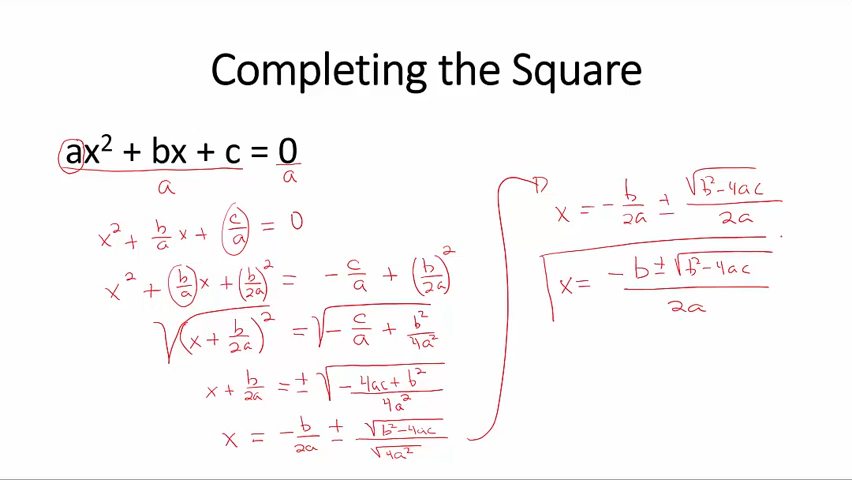 Completing the Square
ax² + bx + c = 0
a a
x² + b/a x + c/a = 0
x² + (b/a)x + (b/2a)² = -c/a + (b/2a)²
√(x + b/2a)² = √(-c/a + b²/4a²)
x + b/2a = ± √((-4ac + b²)/4a²)
x = -b/2a ± √(b²-4ac)/√(4a²)
x = -b/2a ± √(b²-4ac)/2a
x = (-b ± √(b²-4ac))/2a